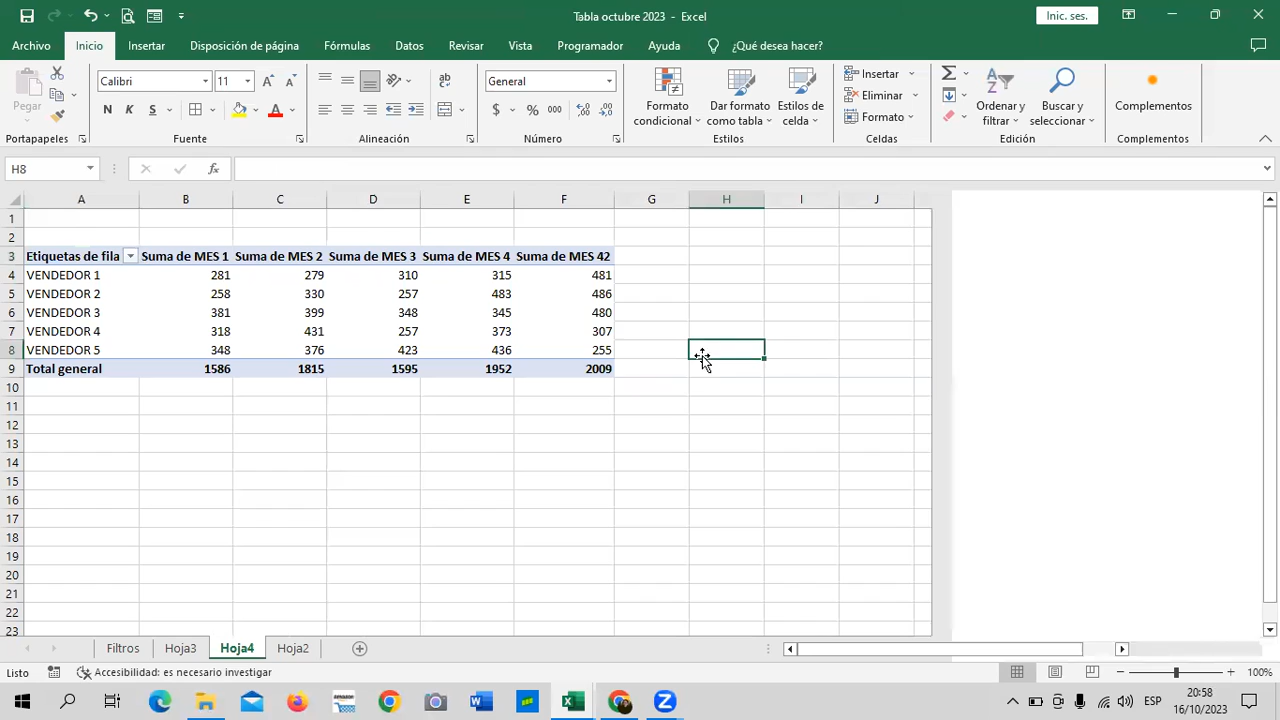 Tabla octubre 2023 - Excel
Inic. ses.
Archivo Inicio Insertar Disposición de página Fórmulas Datos Revisar Vista Programador Ayuda ¿Qué desea hacer?
Pegar
Calibri 11
N K S
General
$ % 000
Formato condicional
Dar formato como tabla
Estilos de celda
Insertar
Eliminar
Formato
Ordenar y filtrar
Buscar y seleccionar
Complementos
Portapapeles Fuente Alineación Número Estilos Celdas Edición Complementos
H8 fx
A B C D E F G H I J
1
2
3 Etiquetas de fila Suma de MES 1 Suma de MES 2 Suma de MES 3 Suma de MES 4 Suma de MES 42
4 VENDEDOR 1 281 279 310 315 481
5 VENDEDOR 2 258 330 257 483 486
6 VENDEDOR 3 381 399 348 345 480
7 VENDEDOR 4 318 431 257 373 307
8 VENDEDOR 5 348 376 423 436 255
9 Total general 1586 1815 1595 1952 2009
10
11
12
13
14
15
16
17
18
19
20
21
22
23
Filtros Hoja3 Hoja4 Hoja2
Listo Accesibilidad: es necesario investigar 100%
ESP 20:58
16/10/2023